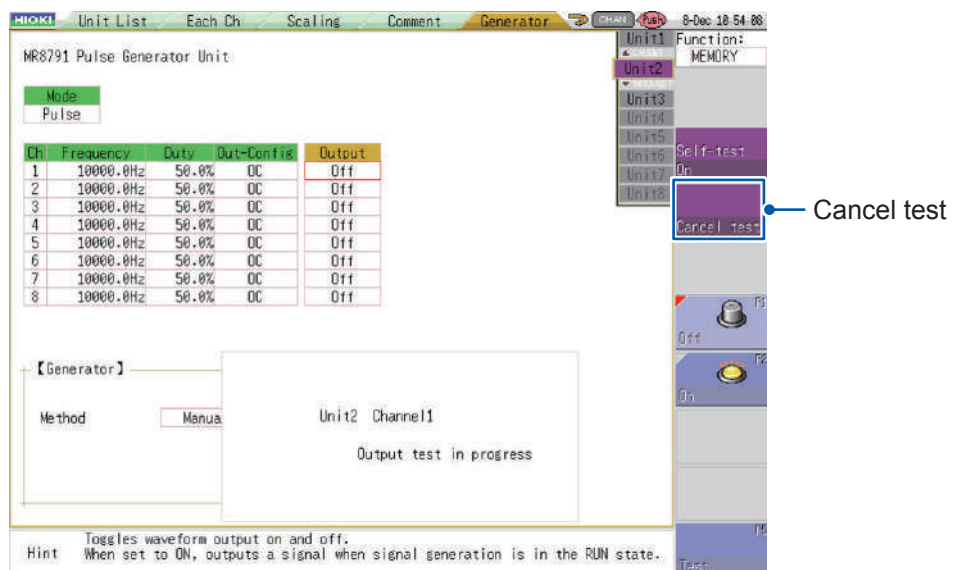 HIOKI Unit List Each Ch Scaling Comment Generator CHAN Push 8-Dec 10:54:08
Unit1 Function:
MEMORY
MR8791 Pulse Generator Unit
Unit2
Mode
Pulse
Unit3
Unit4
Unit5
Unit6
Unit7
Unit8
Self-test
On
Cancel test
Cancel test
Ch Frequency Duty Out-Config Output
1 10000.0Hz 50.0% OC Off
2 10000.0Hz 50.0% OC Off
3 10000.0Hz 50.0% OC Off
4 10000.0Hz 50.0% OC Off
5 10000.0Hz 50.0% OC Off
6 10000.0Hz 50.0% OC Off
7 10000.0Hz 50.0% OC Off
8 10000.0Hz 50.0% OC Off
Off
F2
On
【Generator】
Method Manua
Unit2 Channel1
Output test in progress
Test
Hint Toggles waveform output on and off.
When set to ON, outputs a signal when signal generation is in the RUN state.